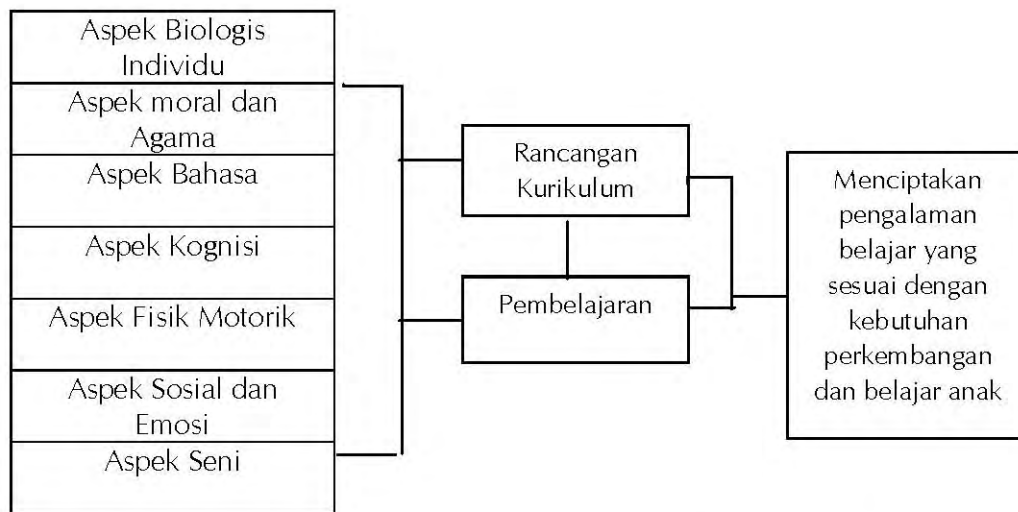 Aspek Biologis
Individu
Aspek moral dan
Agama
Aspek Bahasa
Aspek Kognisi
Aspek Fisik Motorik
Aspek Sosial dan
Emosi
Aspek Seni
Rancangan
Kurikulum
Pembelajaran
Menciptakan
pengalaman
belajar yang
sesuai dengan
kebutuhan
perkembangan
dan belajar anak